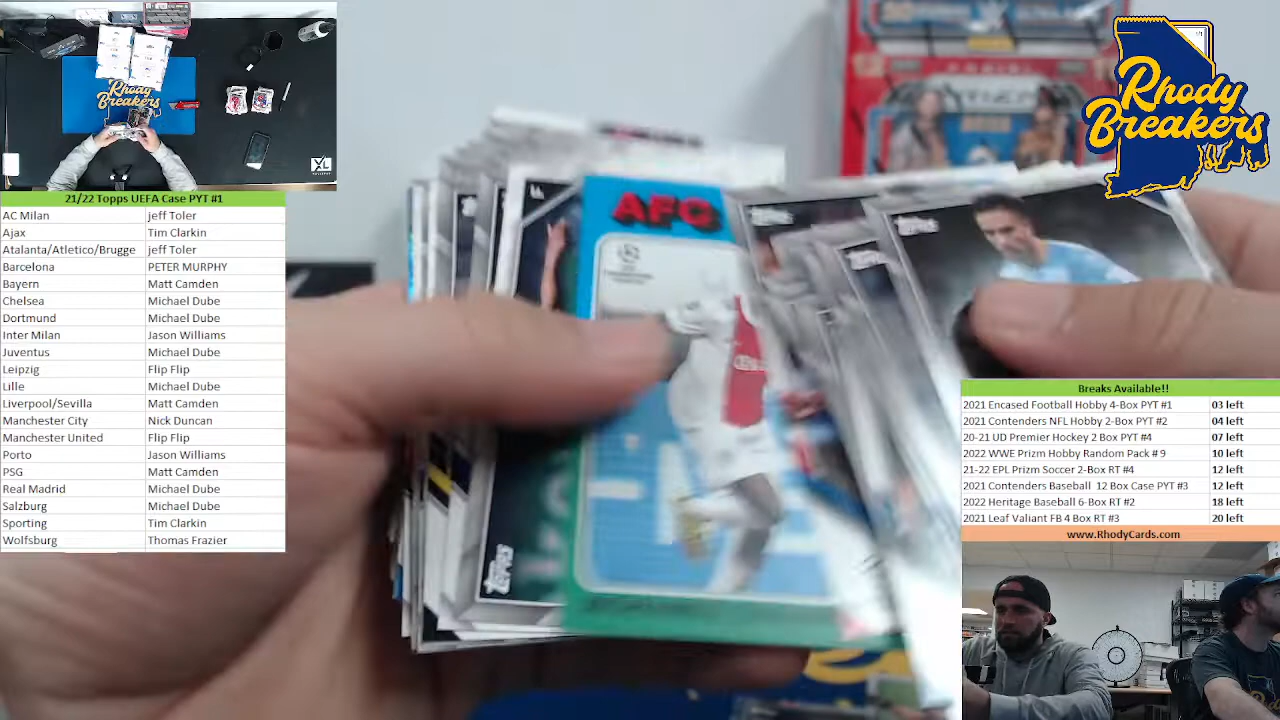 Rhody
Breakers
XL
21/22 Topps UEFA Case PYT #1
AC Milan jeff Toler
Ajax Tim Clarkin
Atalanta/Atletico/Brugge jeff Toler
Barcelona PETER MURPHY
Bayern Matt Camden
Chelsea Michael Dube
Dortmund Michael Dube
Inter Milan Jason Williams
Juventus Michael Dube
Leipzig Flip Flip
Lille Michael Dube
Liverpool/Sevilla Matt Camden
Manchester City Nick Duncan
Manchester United Flip Flip
Porto Jason Williams
PSG Matt Camden
Real Madrid Michael Dube
Salzburg Michael Dube
Sporting Tim Clarkin
Wolfsburg Thomas Frazier
AFC
TOPPS
Rhody
Breakers
Breaks Available!!
2021 Encased Football Hobby 4-Box PYT #1 03 left
2021 Contenders NFL Hobby 2-Box PYT #2 04 left
20-21 UD Premier Hockey 2 Box PYT #4 07 left
2022 WWE Prizm Hobby Random Pack # 9 10 left
21-22 EPL Prizm Soccer 2-Box RT #4 12 left
2021 Contenders Baseball 12 Box Case PYT #3 12 left
2022 Heritage Baseball 6-Box RT #2 18 left
2021 Leaf Valiant FB 4 Box RT #3 20 left
www.RhodyCards.com